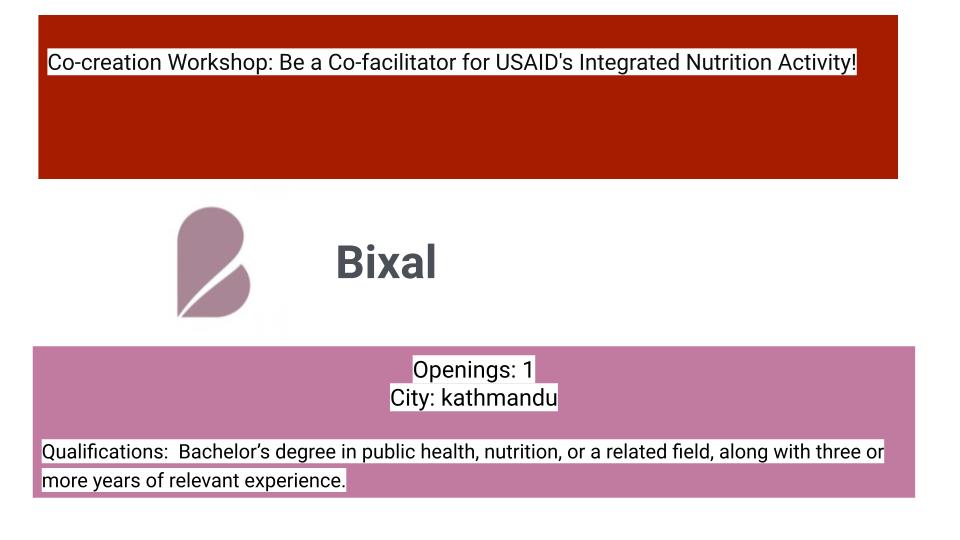 Co-creation Workshop: Be a Co-facilitator for USAID's Integrated Nutrition Activity!
Bixal
Openings: 1
City: kathmandu
Qualifications:  Bachelor’s degree in public health, nutrition, or a related field, along with three or
more years of relevant experience.